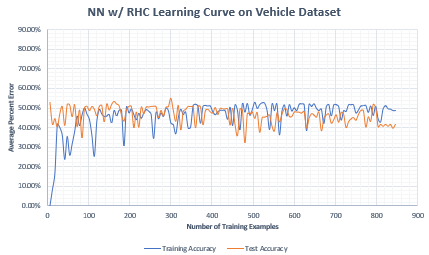 NN w/ RHC Learning Curve on Vehicle Dataset
90.00%
80.00%
70.00%
60.00%
50.00%
40.00%
30.00%
20.00%
10.00%
0.00%
Average Percent Error
0 100 200 300 400 500 600 700 800 900
Number of Training Examples
Training Accuracy Test Accuracy